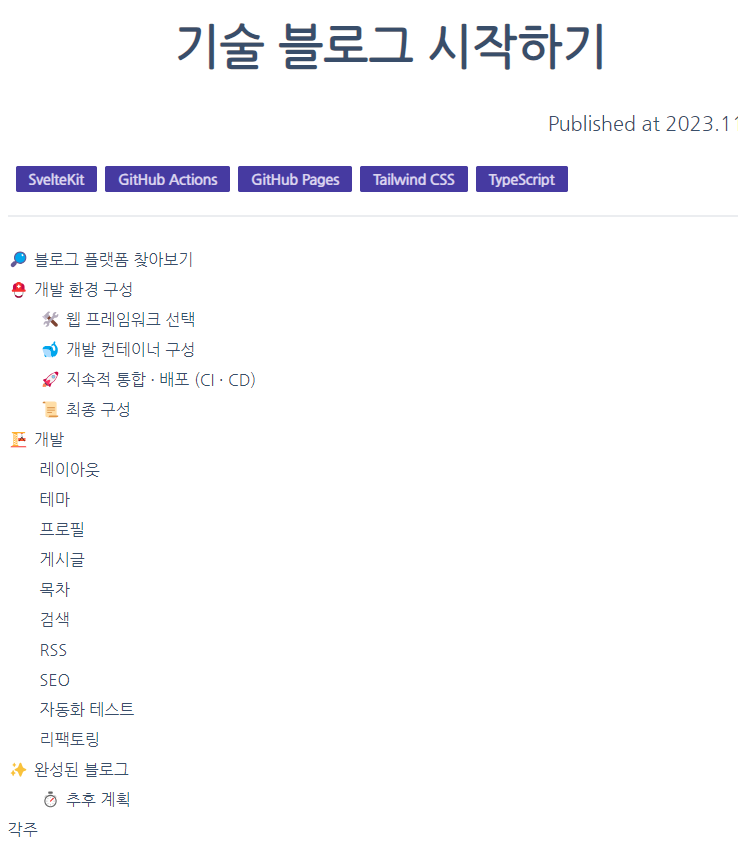 기술 블로그 시작하기
Published at 2023.11
SvelteKit GitHub Actions GitHub Pages Tailwind CSS TypeScript
🔎 블로그 플랫폼 찾아보기
⛑️ 개발 환경 구성
🛠️ 웹 프레임워크 선택
🐳 개발 컨테이너 구성
🚀 지속적 통합 · 배포 (CI · CD)
📜 최종 구성
🏗️ 개발
레이아웃
테마
프로필
게시글
목차
검색
RSS
SEO
자동화 테스트
리팩토링
✨ 완성된 블로그
⏱️ 추후 계획
각주